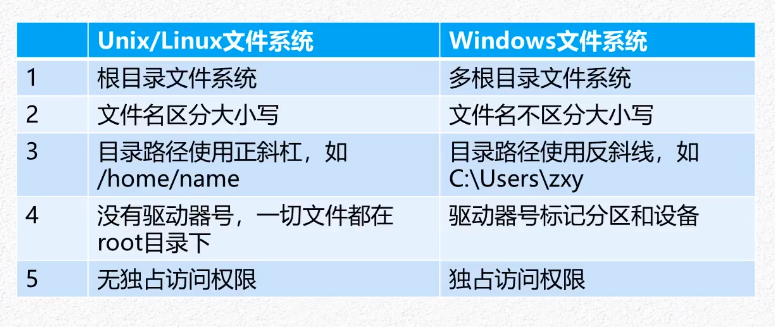 Unix/Linux文件系统 Windows文件系统
1 根目录文件系统 多根目录文件系统
2 文件名区分大小写 文件名不区分大小写
3 目录路径使用正斜杠，如 目录路径使用反斜线，如
/home/name C:\Users\zxy
4 没有驱动器号，一切文件都在 驱动器号标记分区和设备
root目录下
5 无独占访问权限 独占访问权限